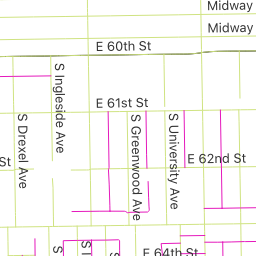 Midway
Midway
E 60th St
S Ingleside Ave
E 61st St
S Drexel Ave
S Greenwood Ave
S University Ave
St
E 62nd St
E 64th St
S
S